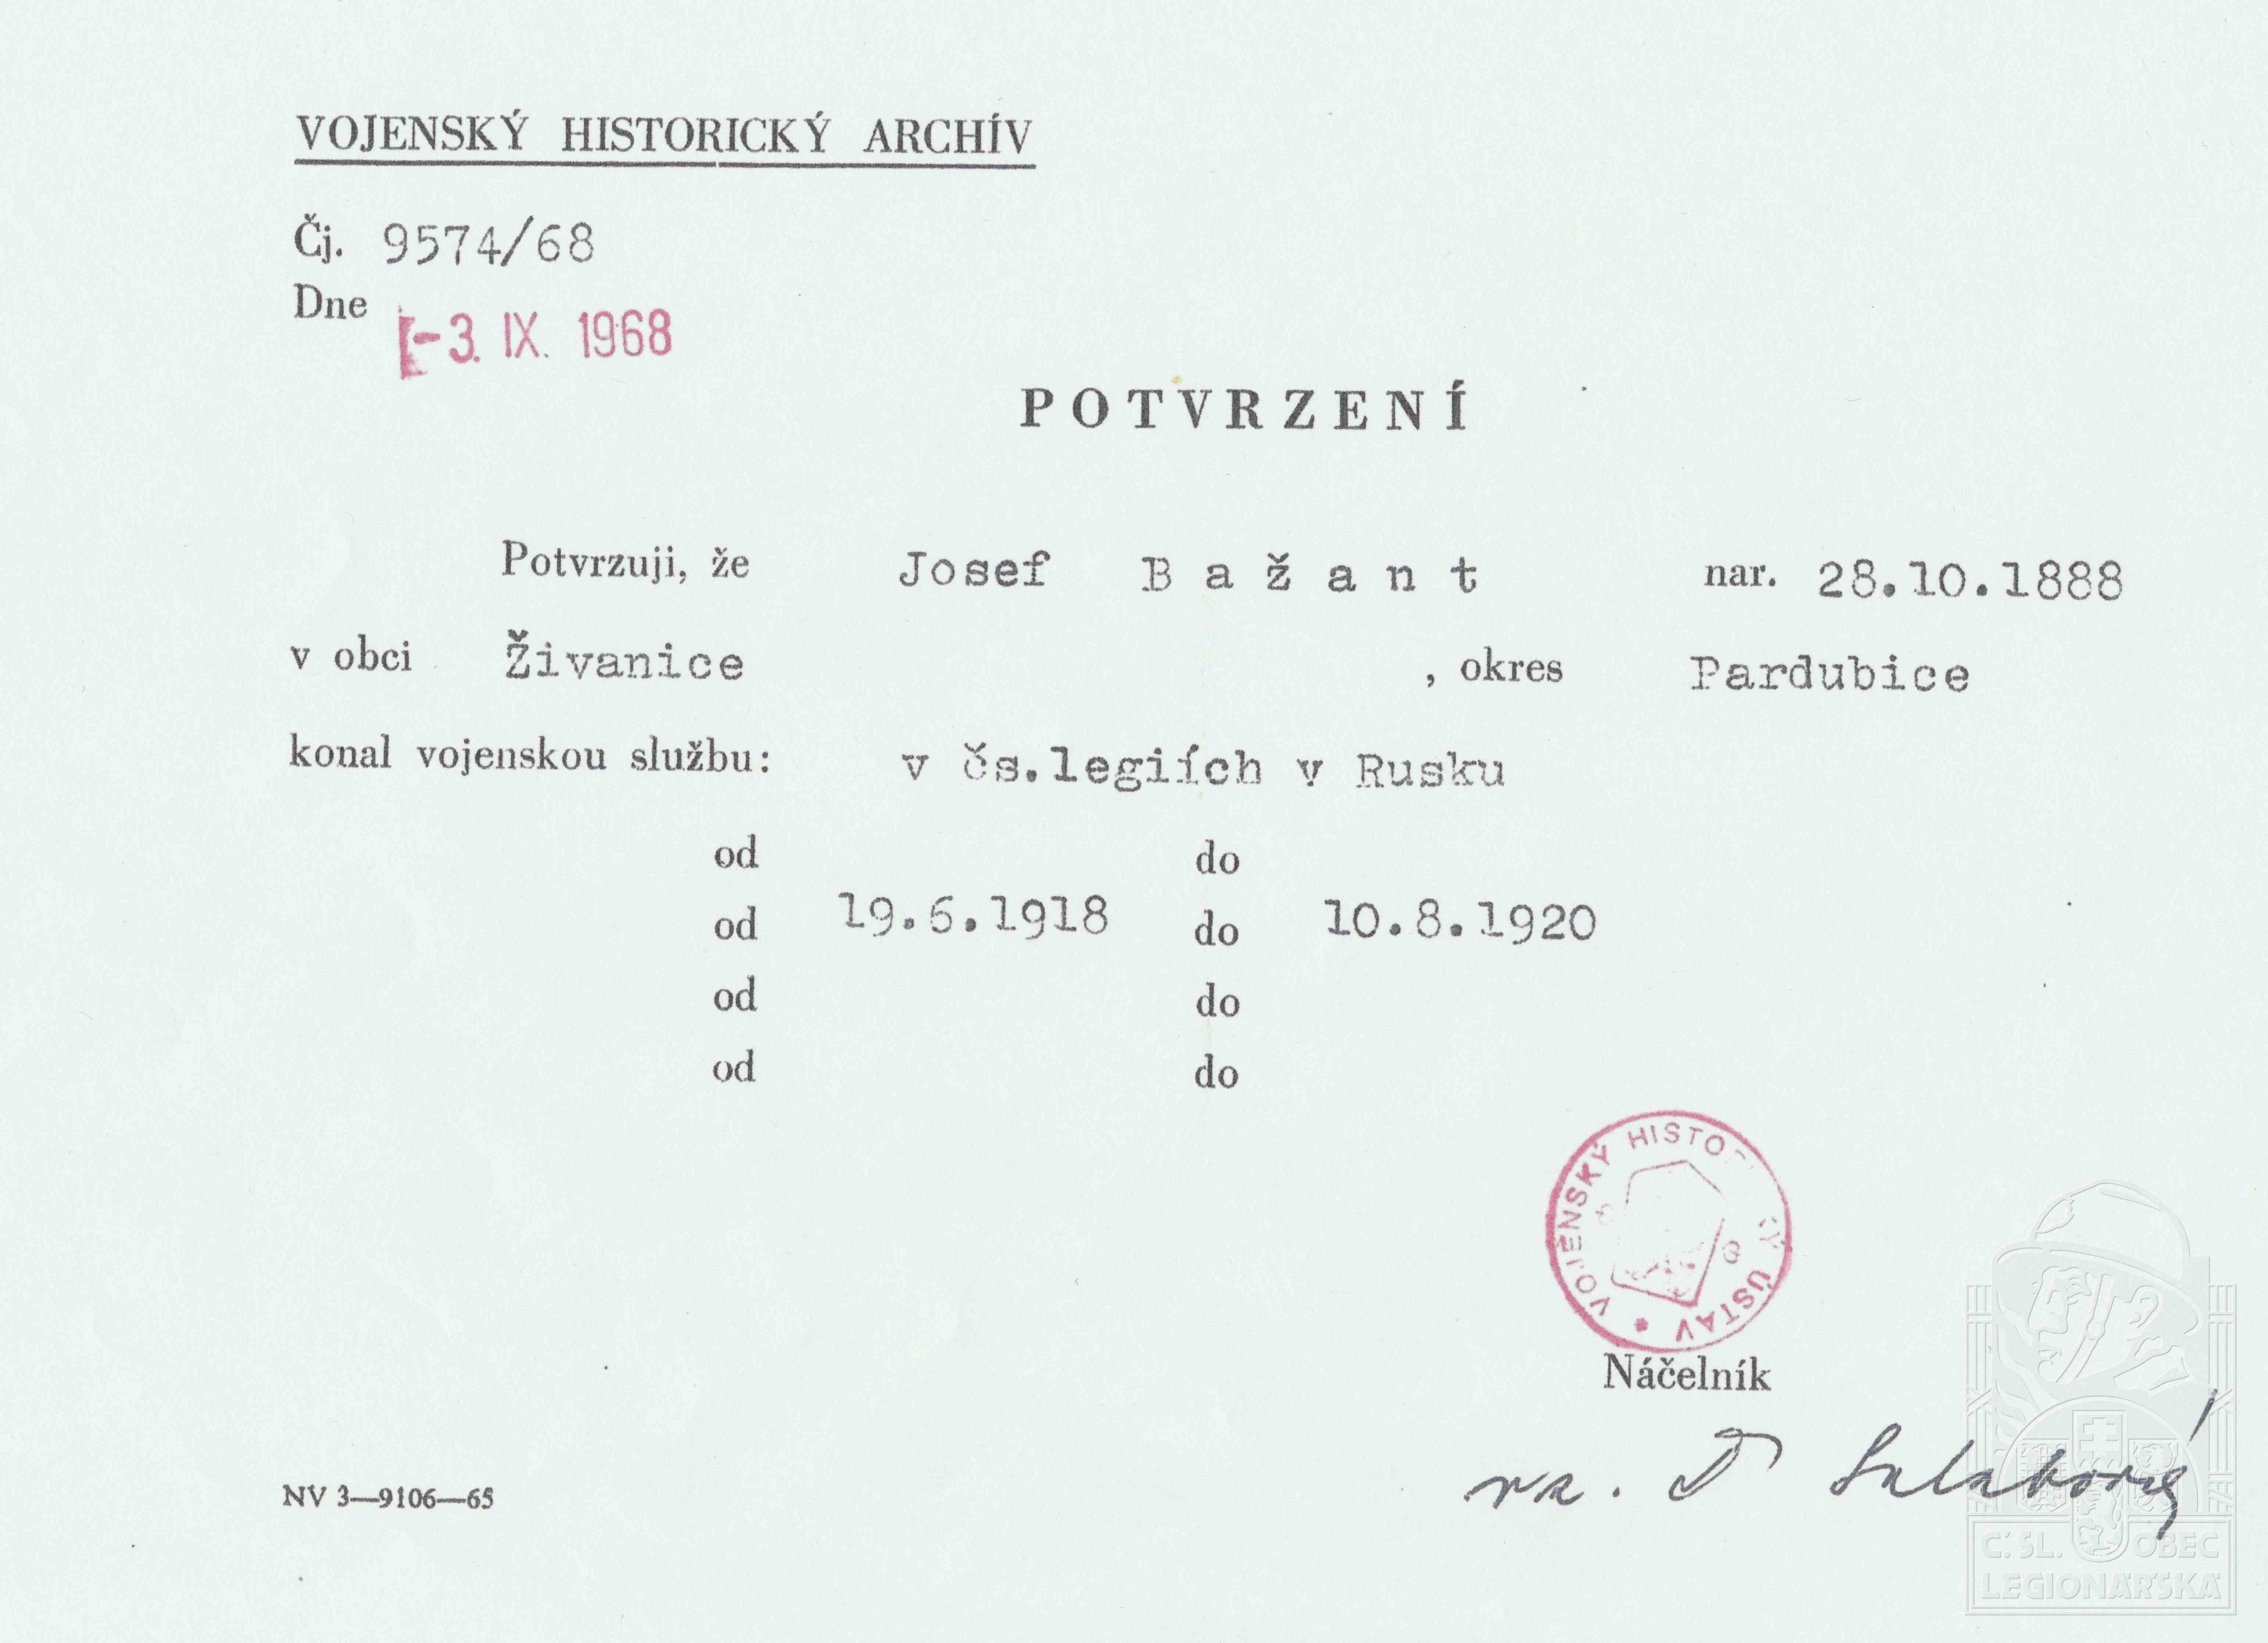 VOJENSKÝ HISTORICKÝ ARCHÍV
Čj. 9574/68
Dne -3. IX. 1968
POTVRZENÍ
Potvrzuji, že Josef Bažant nar. 28.10.1888
v obci Živanice , okres Pardubice
konal vojenskou službu: v čs.legiích v Rusku
od do
od 19.6.1918 do 10.8.1920
od do
od do
VOJENSKÝ HISTO KÝ ÚSTAV
Náčelník
NV 3—9106—65
Č. SL. OBEC
LEGIONÁŘSKÁ